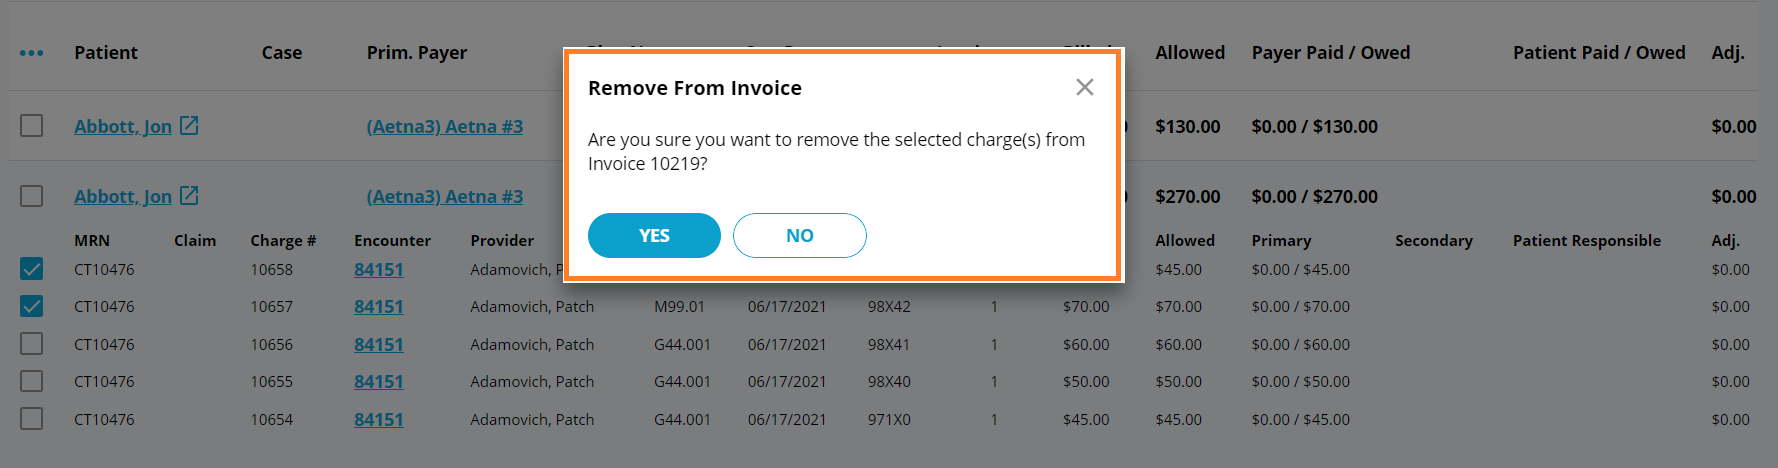 Patient Case Prim. Payer Allowed Payer Paid / Owed Patient Paid / Owed Adj.
Remove From Invoice
Are you sure you want to remove the selected charge(s) from
Invoice 10219?
YES NO
Abbott, Jon (Aetna3) Aetna #3 $130.00 $0.00 / $130.00 $0.00
Abbott, Jon (Aetna3) Aetna #3 $270.00 $0.00 / $270.00 $0.00
MRN Claim Charge # Encounter Provider Allowed Primary Secondary Patient Responsible Adj.
CT10476 10658 84151 Adamovich, $45.00 $0.00 / $45.00 $0.00
CT10476 10657 84151 Adamovich, Patch M99.01 06/17/2021 98X42 1 $70.00 $70.00 $0.00 / $70.00 $0.00
CT10476 10656 84151 Adamovich, Patch G44.001 06/17/2021 98X41 1 $60.00 $60.00 $0.00 / $60.00 $0.00
CT10476 10655 84151 Adamovich, Patch G44.001 06/17/2021 98X40 1 $50.00 $50.00 $0.00 / $50.00 $0.00
CT10476 10654 84151 Adamovich, Patch G44.001 06/17/2021 971X0 1 $45.00 $45.00 $0.00 / $45.00 $0.00